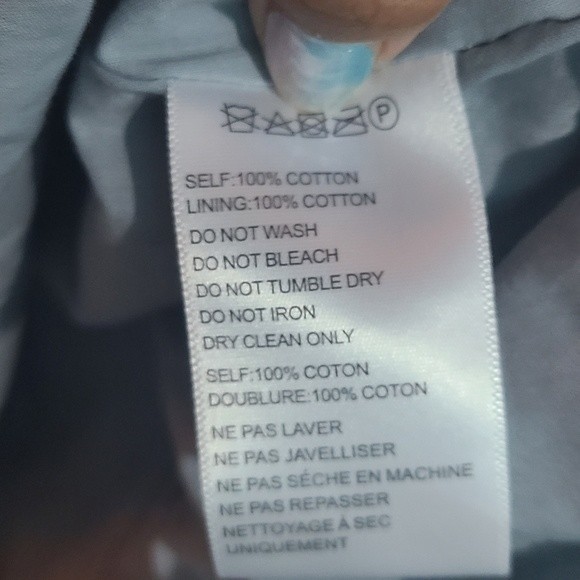 P
SELF:100% COTTON
LINING:100% COTTON
DO NOT WASH
DO NOT BLEACH
DO NOT TUMBLE DRY
DO NOT IRON
DRY CLEAN ONLY
SELF:100% COTON
DOUBLURE:100% COTON
NE PAS LAVER
NE PAS JAVELLISER
NE PAS SÉCHE EN MACHINE
NE PAS REPASSER
NETTOYAGE À SEC
UNIQUEMENT